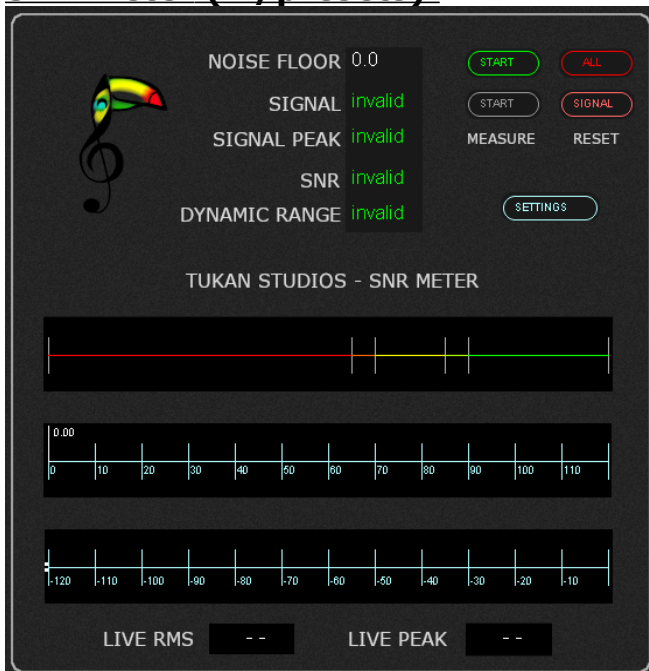 NOISE FLOOR 0.0 START ALL
SIGNAL invalid START SIGNAL
SIGNAL PEAK invalid MEASURE RESET
SNR invalid
DYNAMIC RANGE invalid SETTINGS
TUKAN STUDIOS - SNR METER
0.00
0 10 20 30 40 50 60 70 80 90 100 110
-120 -110 -100 -90 -80 -70 -60 -50 -40 -30 -20 -10
LIVE RMS -- LIVE PEAK --